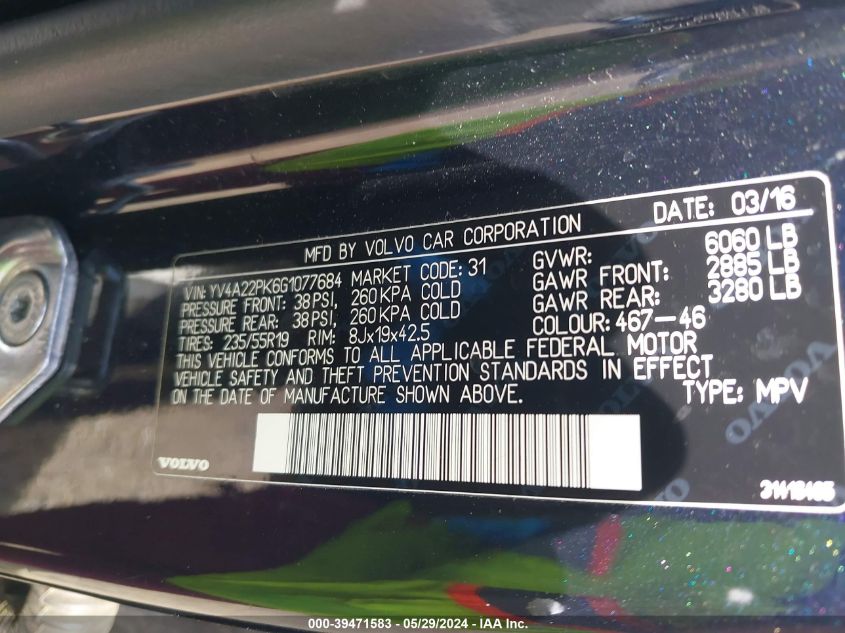 MFD BY VOLVO CAR CORPORATION DATE: 03/16
VIN: YV4A22PK6G1077684 MARKET CODE: 31 GVWR: 6060 LB
PRESSURE FRONT: 38PSI, 260KPA COLD GAWR FRONT: 2885 LB
PRESSURE REAR: 38PSI, 260KPA COLD GAWR REAR: 3280 LB
TIRES: 235/55R19 RIM: 8Jx19x42.5 COLOUR: 467-46
THIS VEHICLE CONFORMS TO ALL APPLICABLE FEDERAL MOTOR
VEHICLE SAFETY AND THEFT PREVENTION STANDARDS IN EFFECT
ON THE DATE OF MANUFACTURE SHOWN ABOVE. TYPE: MPV
VOLVO
VOLVO
VOLVO
000-39471583 / 05/29/2024 - IAA Inc.